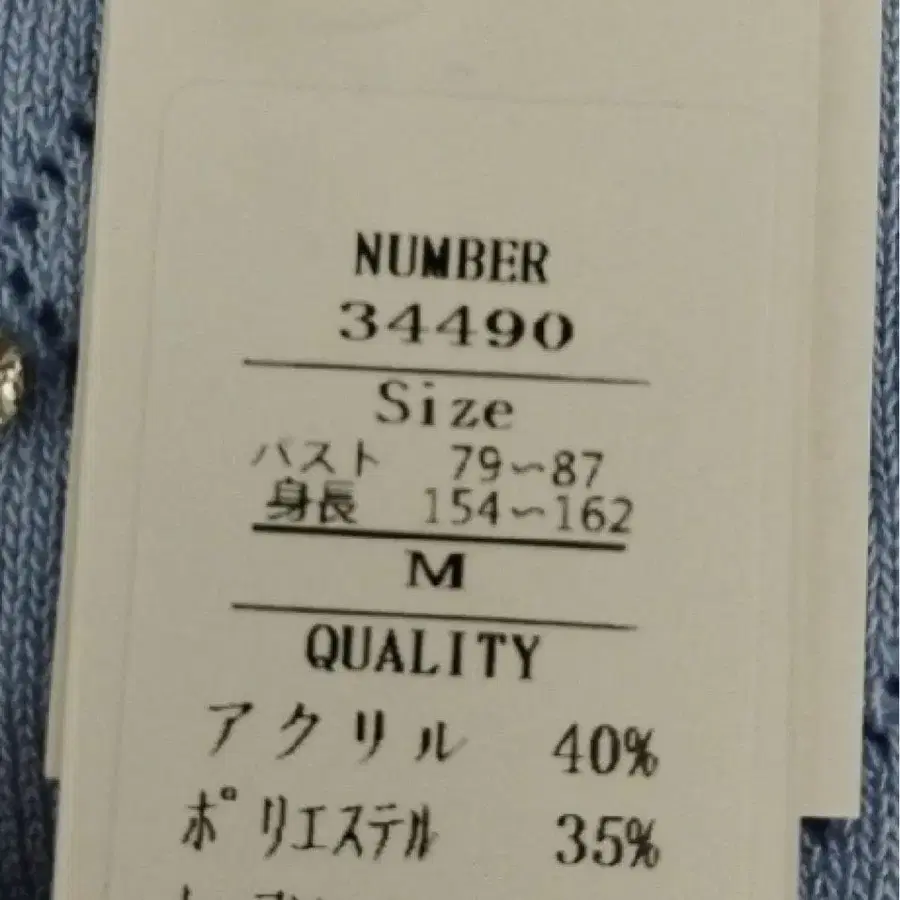 NUMBER
34490
Size
バスト 79~87
身長 154~162
M
QUALITY
アクリル 40%
ポリエステル 35%